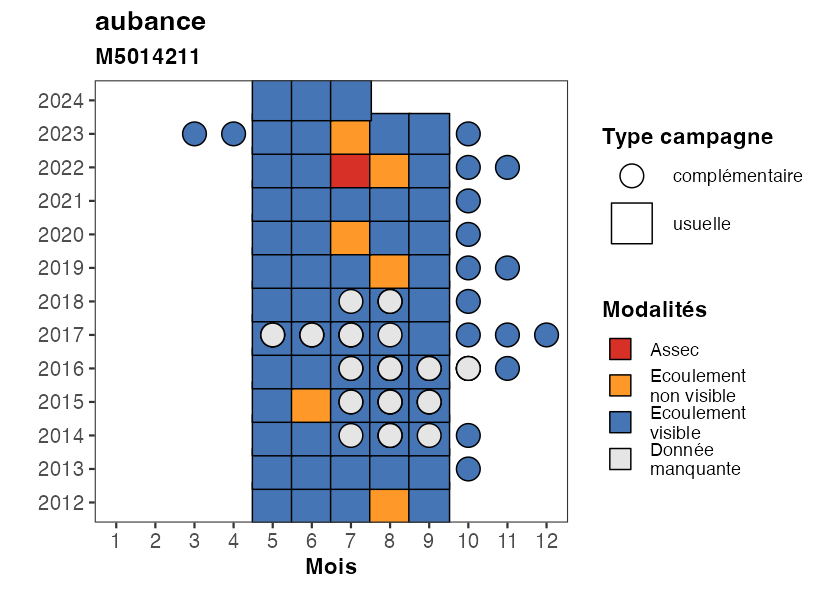 aubance
M5014211
2024
2023
2022
2021
2020
2019
2018
2017
2016
2015
2014
2013
2012
1 2 3 4 5 6 7 8 9 10 11 12
Mois
Type campagne
complémentaire
usuelle
Modalités
Assec
Ecoulement
non visible
Ecoulement
visible
Donnée
manquante